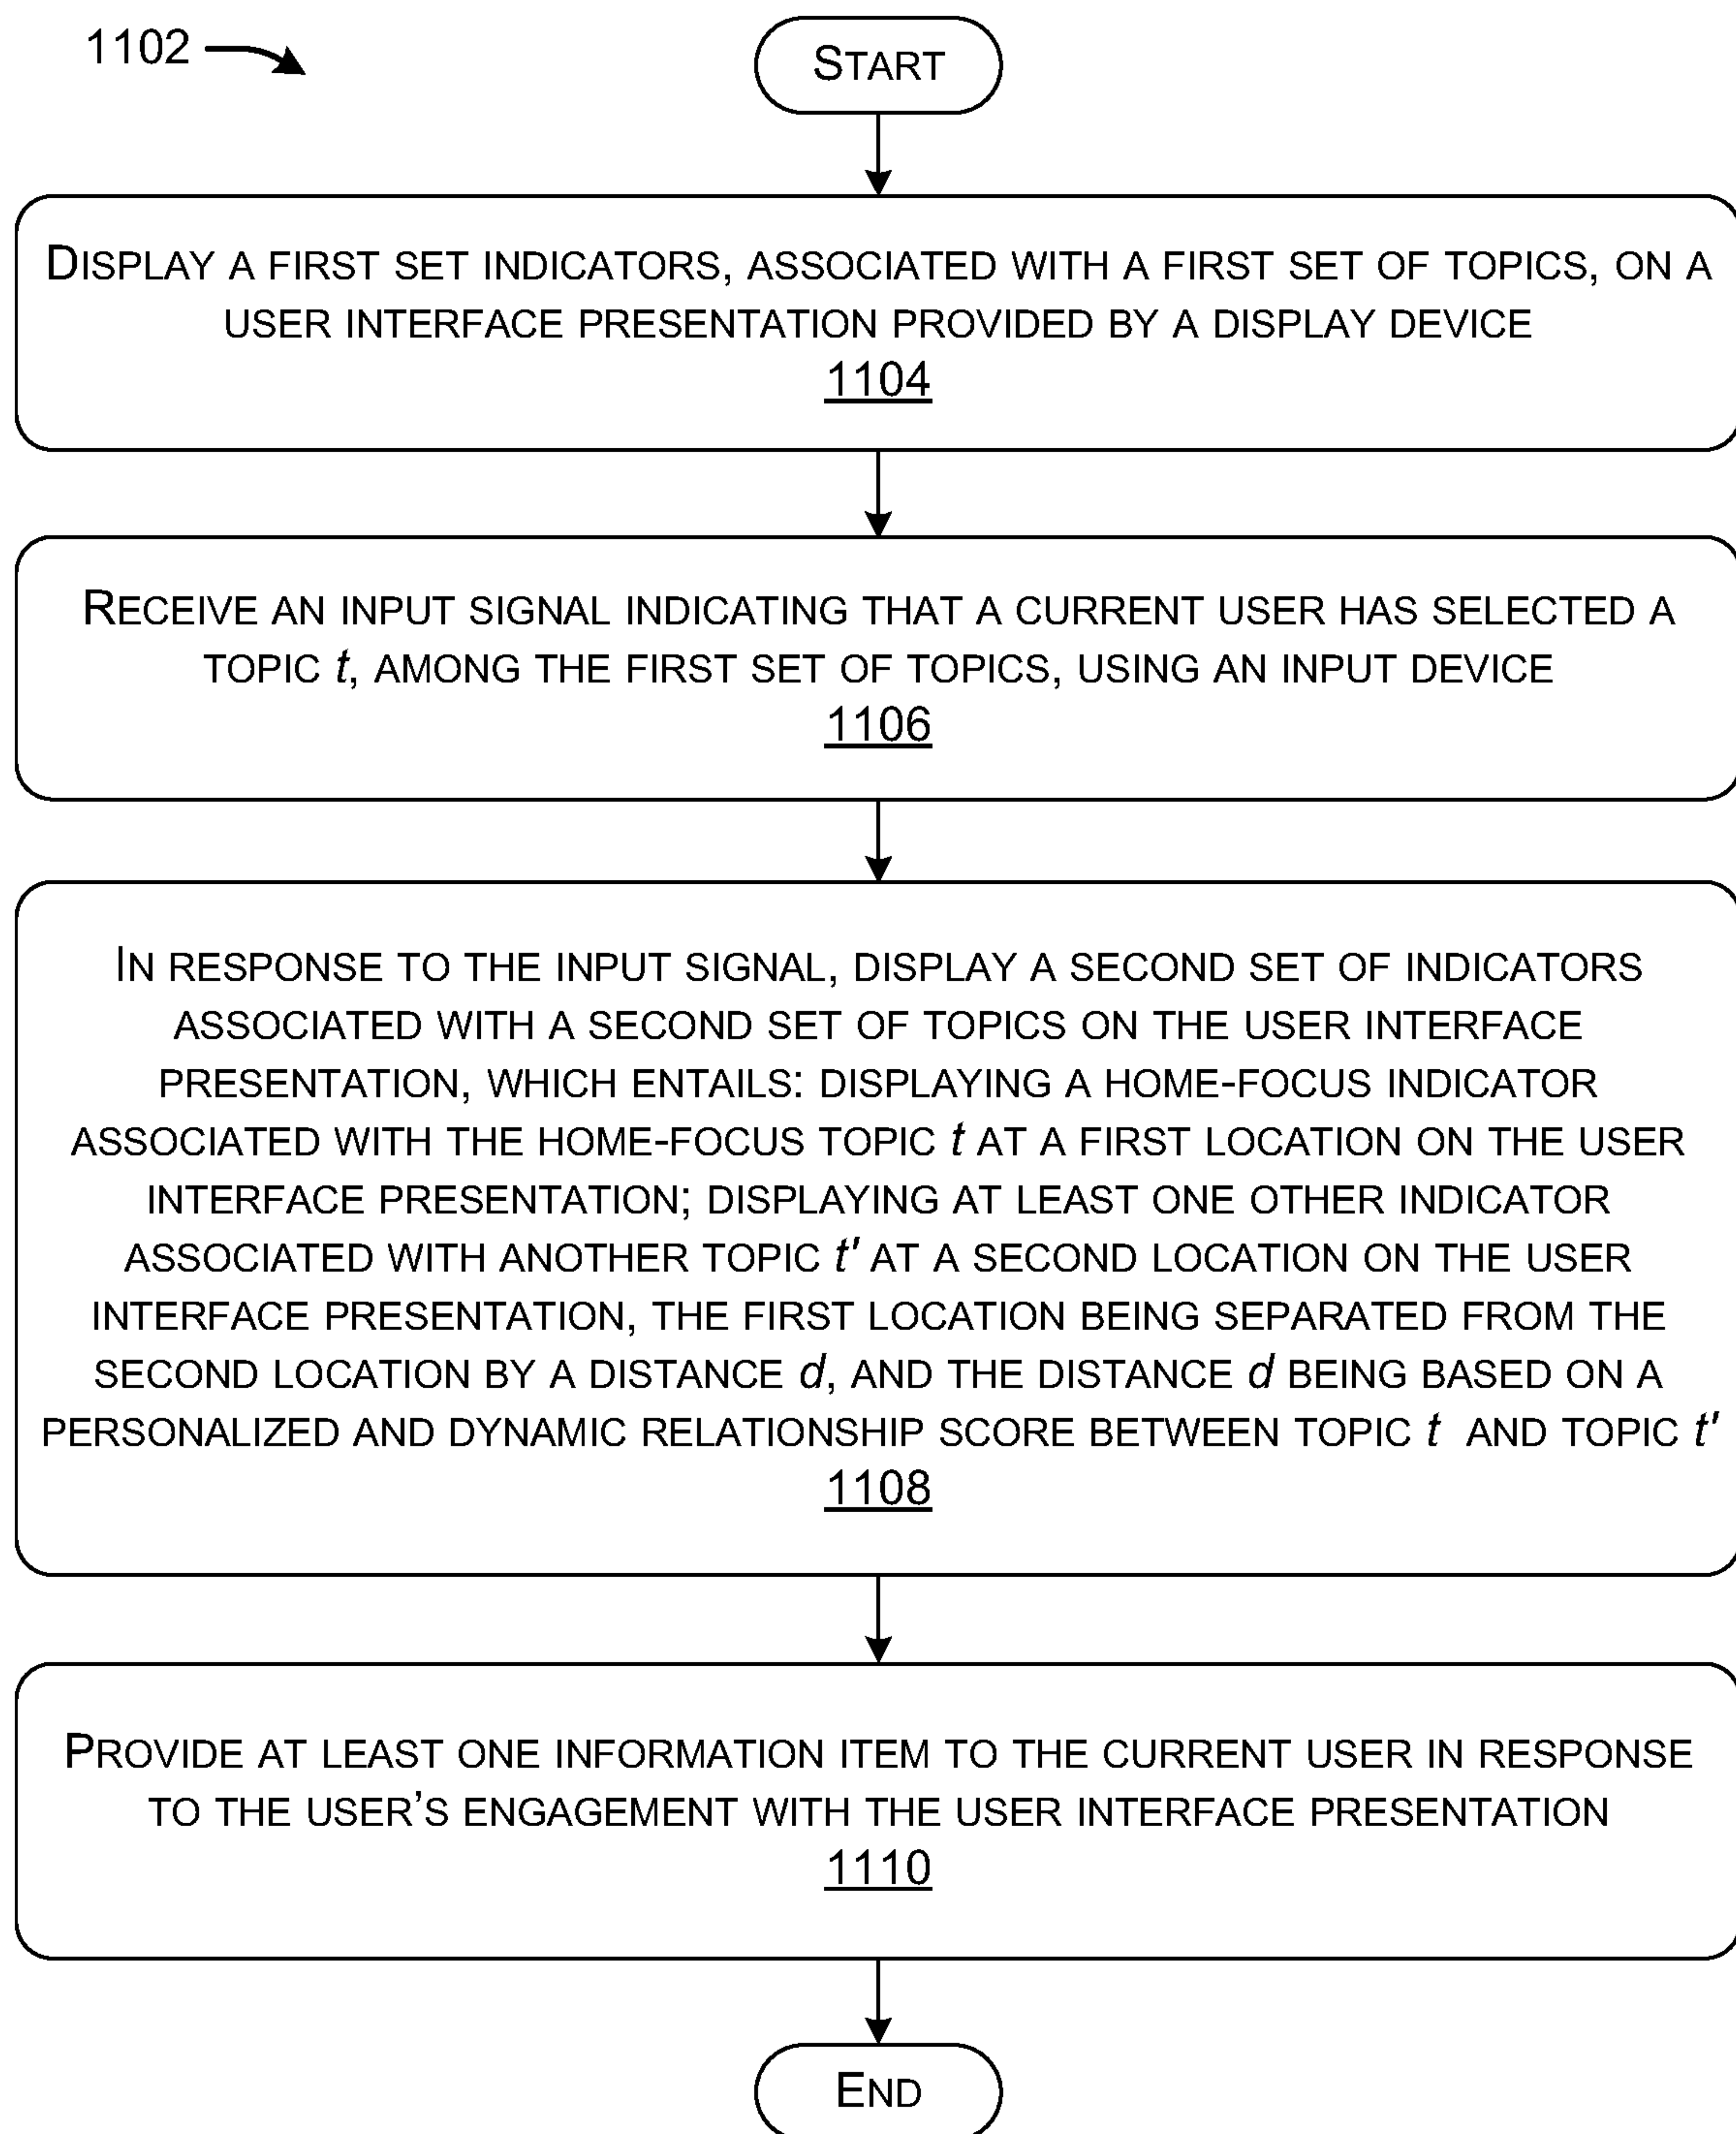 1102
START
DISPLAY A FIRST SET INDICATORS, ASSOCIATED WITH A FIRST SET OF TOPICS, ON A
USER INTERFACE PRESENTATION PROVIDED BY A DISPLAY DEVICE
1104
RECEIVE AN INPUT SIGNAL INDICATING THAT A CURRENT USER HAS SELECTED A
TOPIC t, AMONG THE FIRST SET OF TOPICS, USING AN INPUT DEVICE
1106
IN RESPONSE TO THE INPUT SIGNAL, DISPLAY A SECOND SET OF INDICATORS
ASSOCIATED WITH A SECOND SET OF TOPICS ON THE USER INTERFACE
PRESENTATION, WHICH ENTAILS: DISPLAYING A HOME-FOCUS INDICATOR
ASSOCIATED WITH THE HOME-FOCUS TOPIC t AT A FIRST LOCATION ON THE USER
INTERFACE PRESENTATION; DISPLAYING AT LEAST ONE OTHER INDICATOR
ASSOCIATED WITH ANOTHER TOPIC t' AT A SECOND LOCATION ON THE USER
INTERFACE PRESENTATION, THE FIRST LOCATION BEING SEPARATED FROM THE
SECOND LOCATION BY A DISTANCE d, AND THE DISTANCE d BEING BASED ON A
PERSONALIZED AND DYNAMIC RELATIONSHIP SCORE BETWEEN TOPIC t AND TOPIC t'
1108
PROVIDE AT LEAST ONE INFORMATION ITEM TO THE CURRENT USER IN RESPONSE
TO THE USER’S ENGAGEMENT WITH THE USER INTERFACE PRESENTATION
1110
END